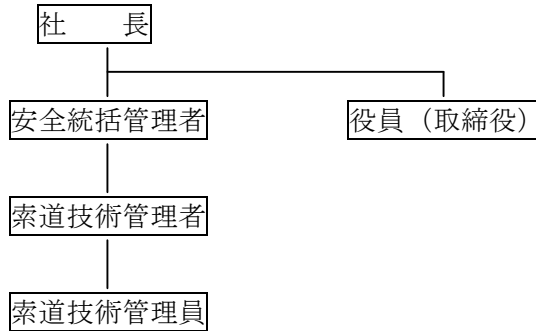 社　　長
安全統括管理者
役員（取締役）
索道技術管理者
索道技術管理員